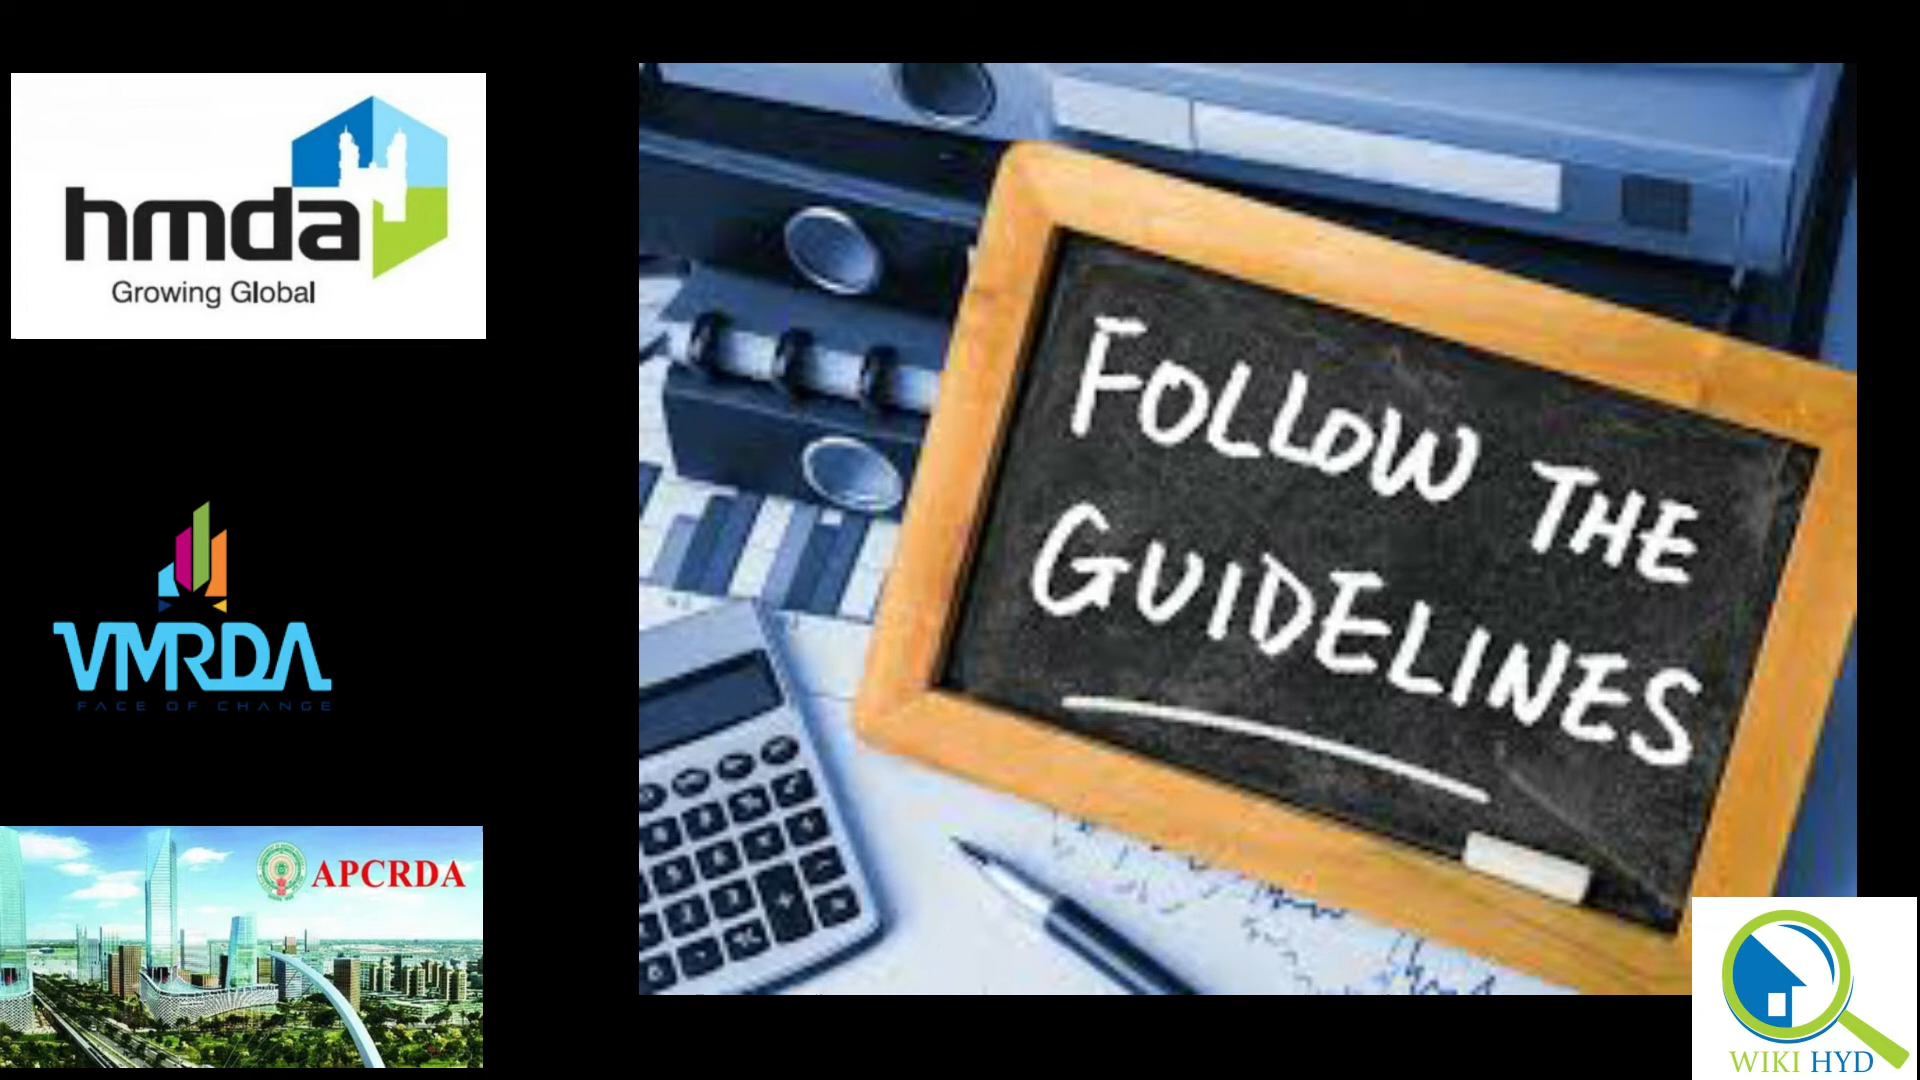 hmda
Growing Global
VMRDA
FACE OF CHANGE
APCRDA
FOLLOW THE
GUIDELINES
WIKI HYD